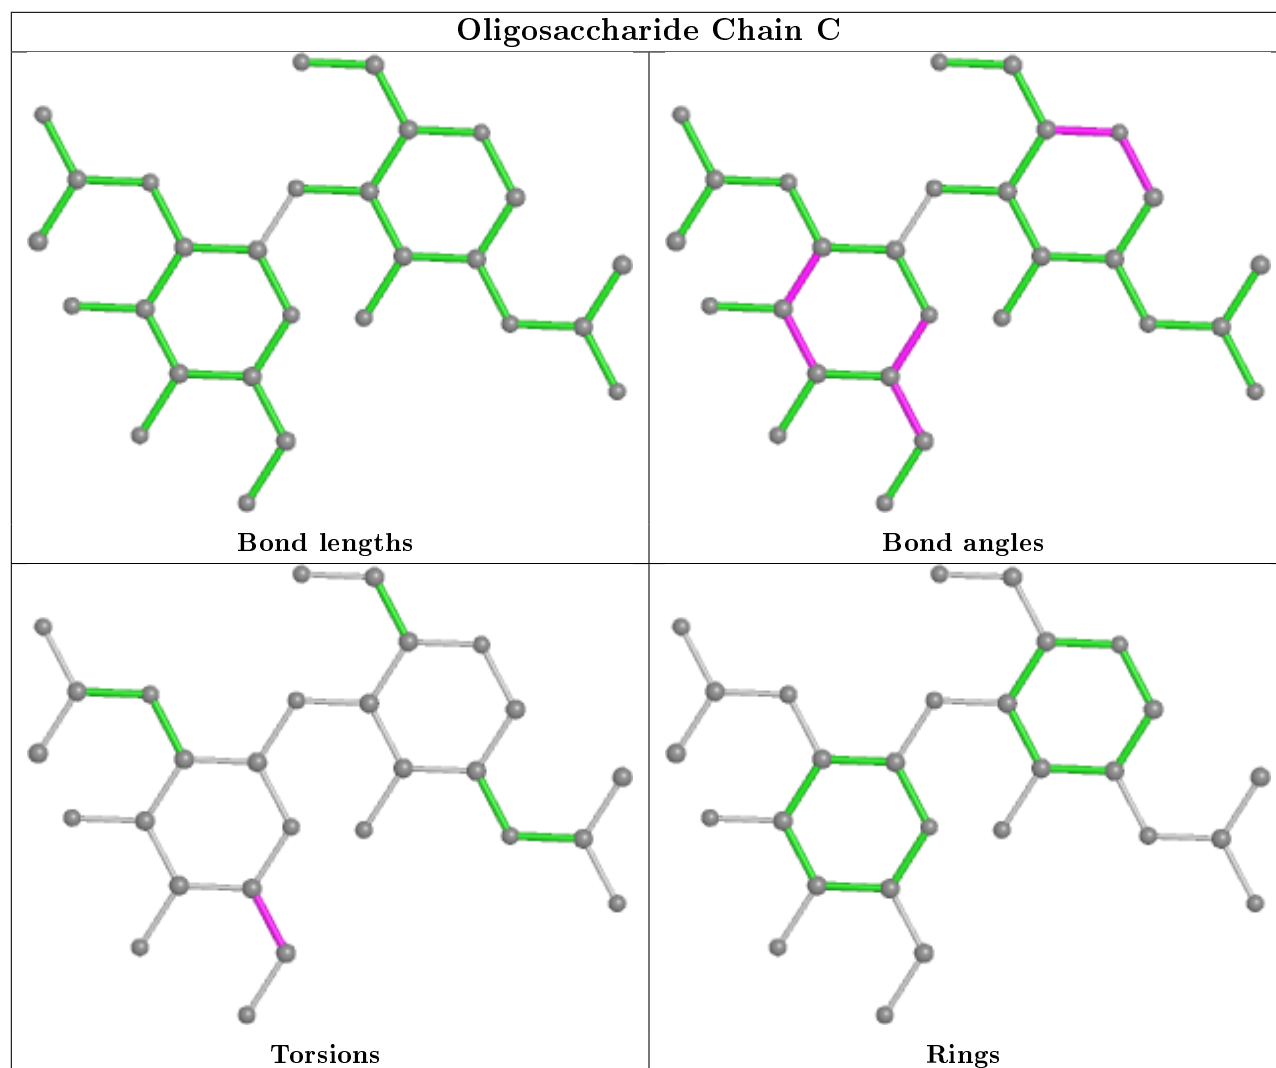 Oligosaccharide Chain C
Bond lengths
Bond angles
Torsions
Rings